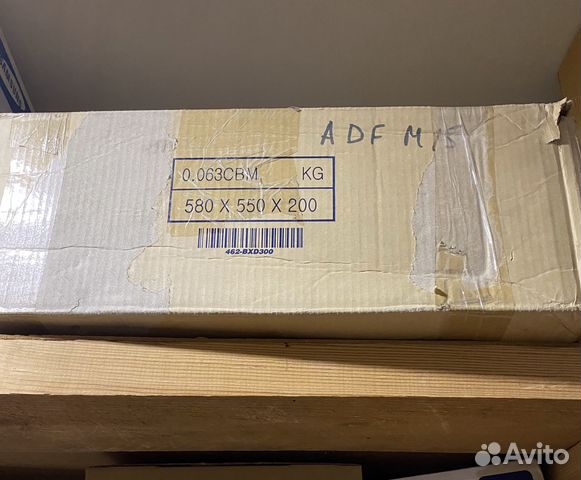 ADF M15
0.063CBM KG
580 X 550 X 200
462-BXD300
Avito